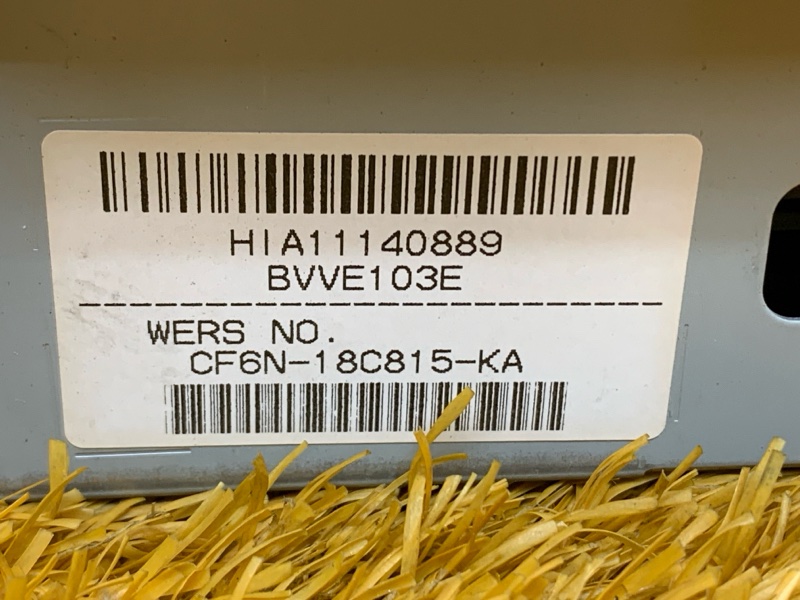 HIA11140889
BVVE103E
WERS NO.
CF6N-18C815-KA